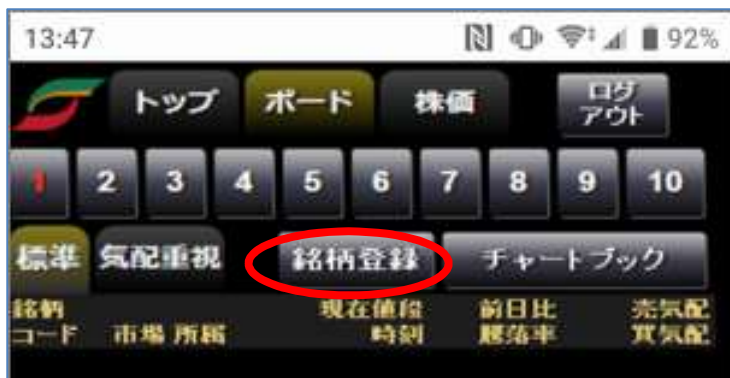 13:47 92%
トップ ボード 株価 ログアウト
1 2 3 4 5 6 7 8 9 10
標準 気配重視 銘柄登録 チャートブック
銘柄 現在値段 前日比 売気配
コード 市場 所属 時刻 騰落率 買気配